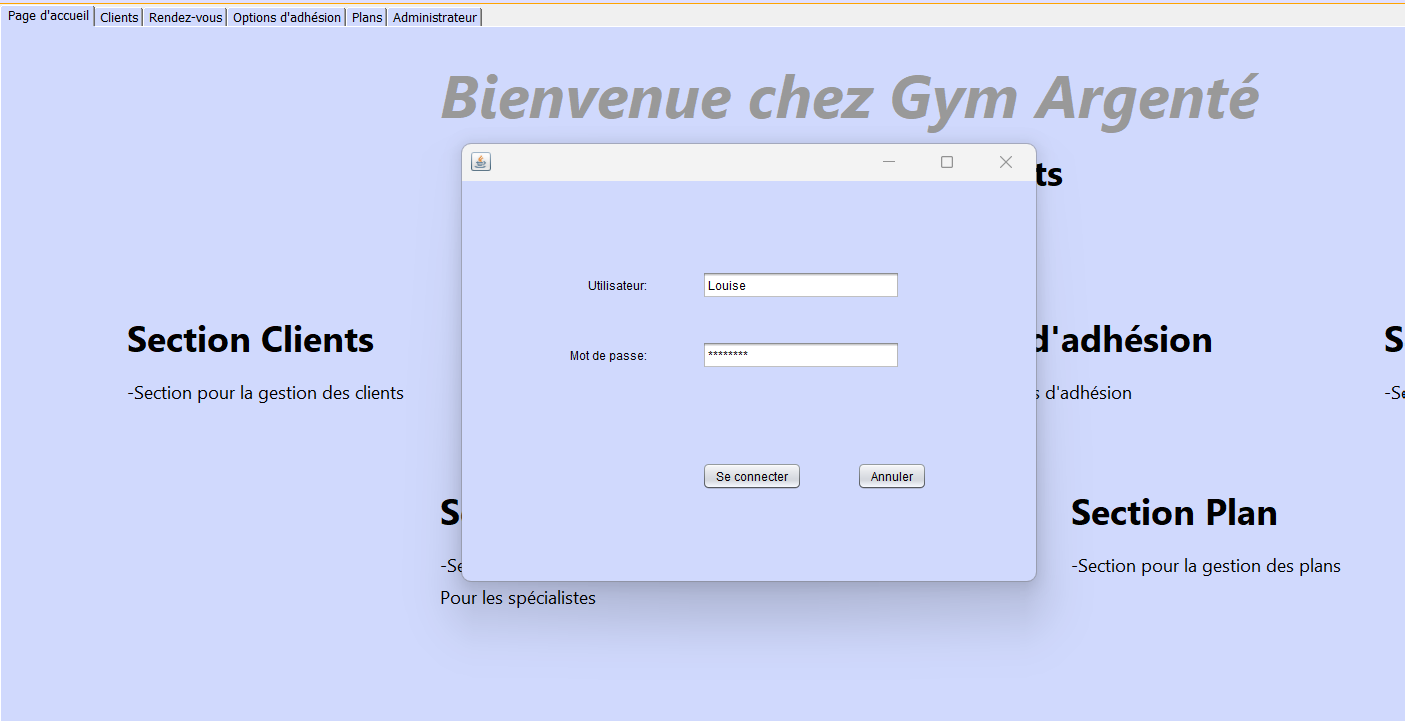 Page d'accueil Clients Rendez-vous Options d'adhésion Plans Administrateur
Bienvenue chez Gym Argenté
ts
Utilisateur: Louise
Section Clients
d'adhésion
S
Mot de passe: ********
-Section pour la gestion des clients
s d'adhésion
-Se
Se connecter Annuler
S
Section Plan
-Se
-Section pour la gestion des plans
Pour les spécialistes